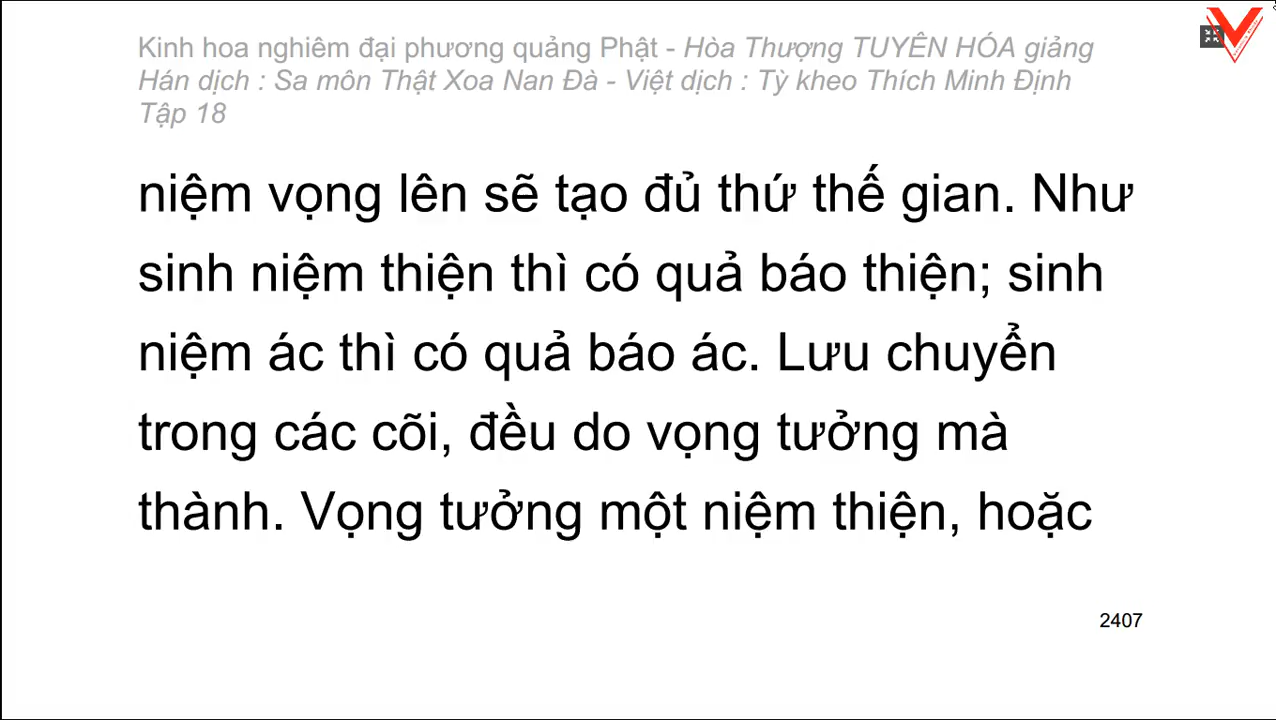 Kinh hoa nghiêm đại phương quảng Phật - Hòa Thượng TUYÊN HÓA giảng
Hán dịch : Sa môn Thật Xoa Nan Đà - Việt dịch : Tỳ kheo Thích Minh Định
Tập 18
niệm vọng lên sẽ tạo đủ thứ thế gian. Như
sinh niệm thiện thì có quả báo thiện; sinh
niệm ác thì có quả báo ác. Lưu chuyển
trong các cõi, đều do vọng tưởng mà
thành. Vọng tưởng một niệm thiện, hoặc
2407